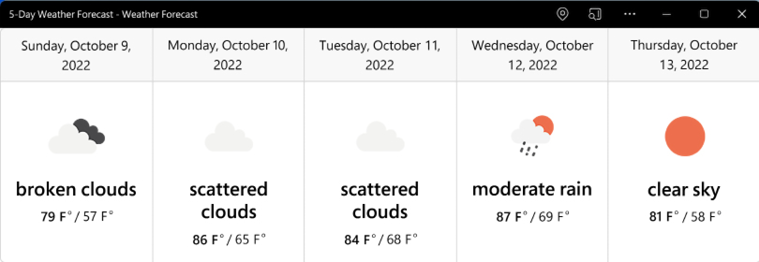 5-Day Weather Forecast - Weather Forecast
Sunday, October 9,
2022
Monday, October 10,
2022
Tuesday, October 11,
2022
Wednesday, October
12, 2022
Thursday, October
13, 2022
broken clouds
79 F° / 57 F°
scattered
clouds
86 F° / 65 F°
scattered
clouds
84 F° / 68 F°
moderate rain
87 F° / 69 F°
clear sky
81 F° / 58 F°